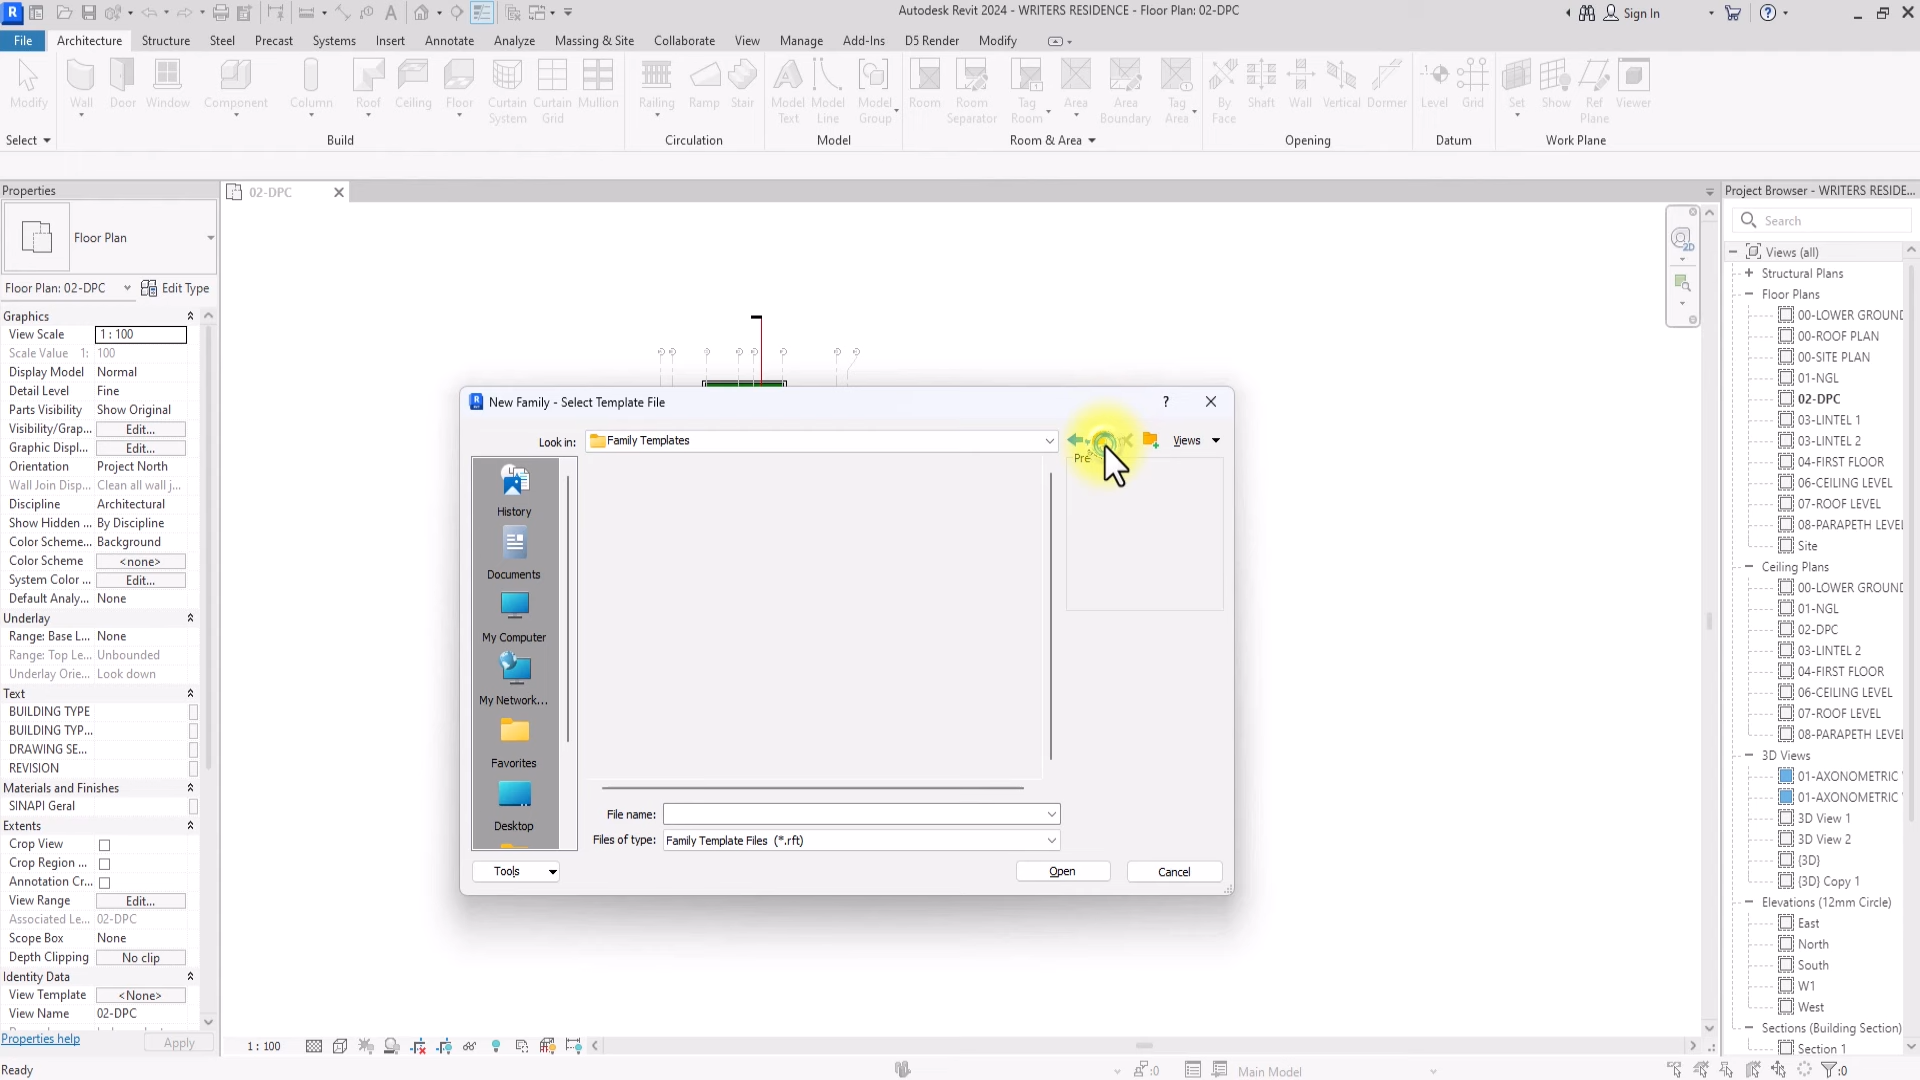 Autodesk Revit 2024 - WRITERS RESIDENCE - Floor Plan: 02-DPC
Sign In
File Architecture Structure Steel Precast Systems Insert Annotate Analyze Massing & Site Collaborate View Manage Add-Ins D5 Render Modify
Modify Wall Door Window Component Column Roof Ceiling Floor Curtain System Curtain Grid Mullion Railing Ramp Stair Model Text Model Line Model Group Room Room Separator Tag Room Area Area Boundary Tag Area By Face Shaft Wall Vertical Dormer Level Grid Set Show Ref Plane Viewer
Select Build Circulation Model Room & Area Opening Datum Work Plane
Properties
Floor Plan
Floor Plan: 02-DPC Edit Type
Graphics
View Scale 1 : 100
Scale Value 1: 100
Display Model Normal
Detail Level Fine
Parts Visibility Show Original
Visibility/Grap... Edit...
Graphic Displ... Edit...
Orientation Project North
Wall Join Disp... Clean all wall j...
Discipline Architectural
Show Hidden ... By Discipline
Color Scheme... Background
Color Scheme <none>
System Color ... Edit...
Default Analy... None
Underlay
Range: Base L... None
Range: Top Le... Unbounded
Underlay Orie... Look down
Text
BUILDING TYPE
BUILDING TYP...
DRAWING SE...
REVISION
Materials and Finishes
SINAPI Geral
Extents
Crop View
Crop Region ...
Annotation Cr...
View Range Edit...
Associated Le... 02-DPC
Scope Box None
Depth Clipping No clip
Identity Data
View Template <None>
View Name 02-DPC
Properties help Apply
02-DPC
2D
New Family - Select Template File
?
Look in: Family Templates
Views
Pre
History
Documents
My Computer
My Network...
Favorites
Desktop
File name:
Files of type: Family Template Files (*.rft)
Tools Open Cancel
Project Browser - WRITERS RESIDE...
Search
Views (all)
Structural Plans
Floor Plans
00-LOWER GROUND
00-ROOF PLAN
00-SITE PLAN
01-NGL
02-DPC
03-LINTEL 1
03-LINTEL 2
04-FIRST FLOOR
06-CEILING LEVEL
07-ROOF LEVEL
08-PARAPETH LEVEL
Site
Ceiling Plans
00-LOWER GROUND
01-NGL
02-DPC
03-LINTEL 2
04-FIRST FLOOR
06-CEILING LEVEL
07-ROOF LEVEL
08-PARAPETH LEVEL
3D Views
01-AXONOMETRIC
01-AXONOMETRIC
3D View 1
3D View 2
{3D}
{3D} Copy 1
Elevations (12mm Circle)
East
North
South
W1
West
Sections (Building Section)
Section 1
1 : 100
Ready
:0
Main Model
:0